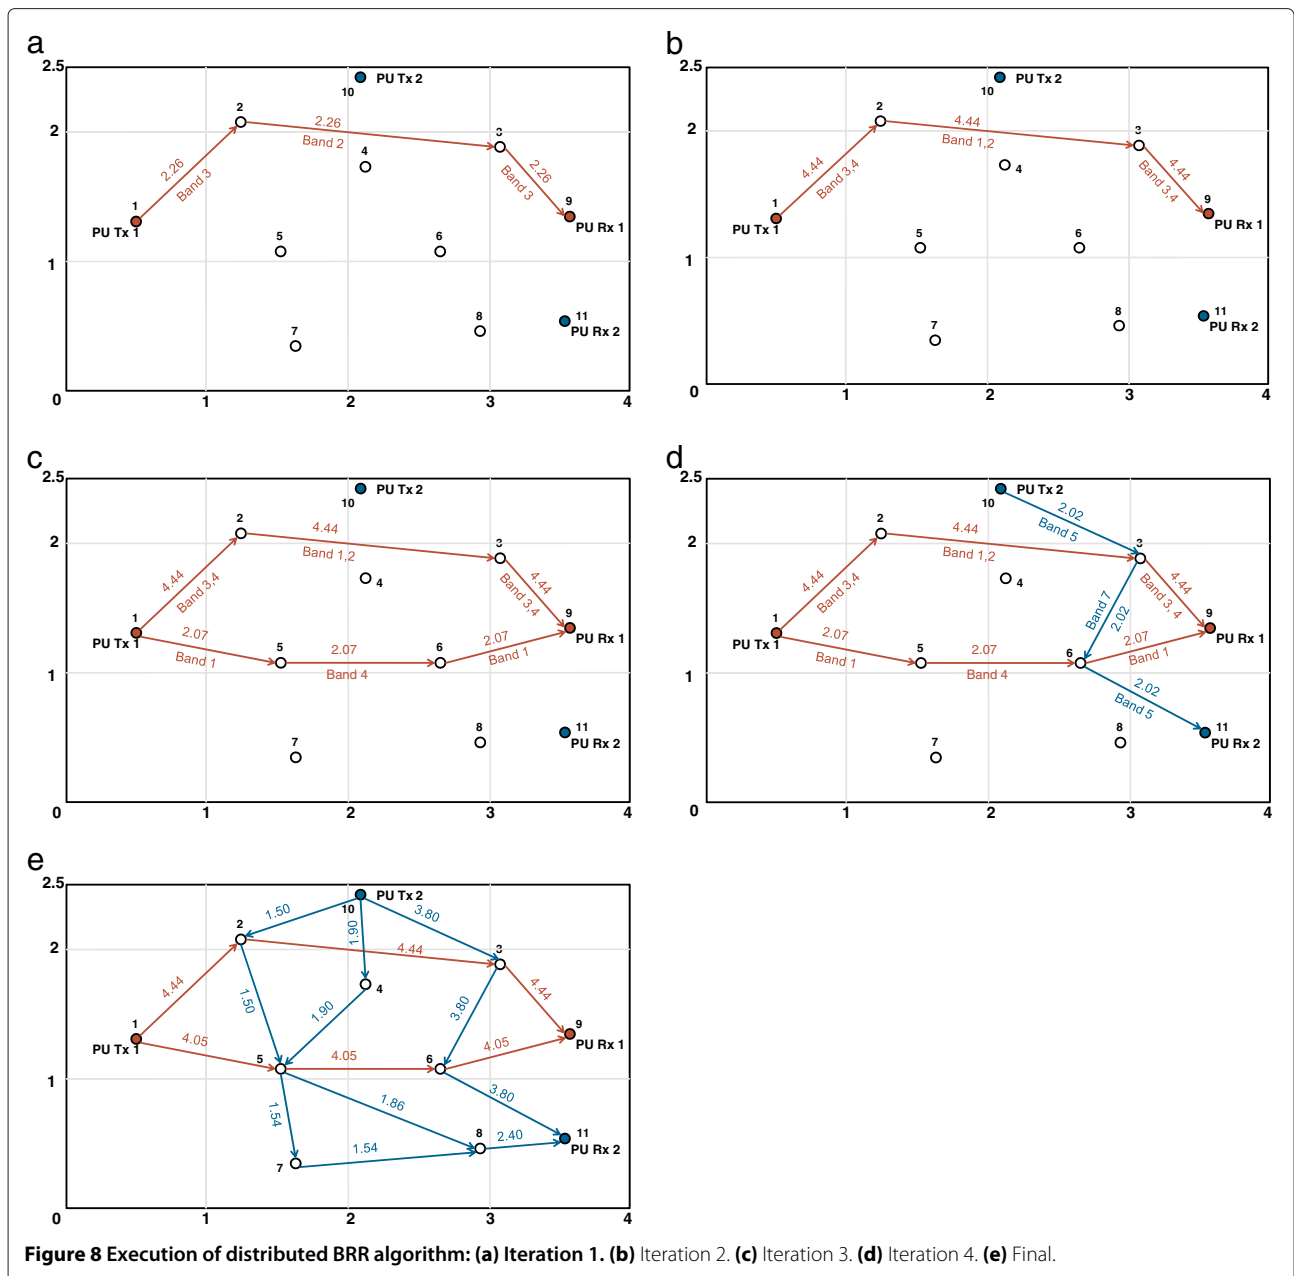 a
2.5
2
1
0
1
2
3
4
PU Tx 2
10
2
2.26
Band 2
3
4
2.26
Band 3
2.26
Band 3
1
PU Tx 1
9
PU Rx 1
5
6
7
8
11
PU Rx 2
b
2.5
2
1
0
1
2
3
4
PU Tx 2
10
2
4.44
Band 1,2
3
4
4.44
Band 3,4
4.44
Band 3,4
1
PU Tx 1
9
PU Rx 1
5
6
7
8
11
PU Rx 2
c
2.5
2
1
0
1
2
3
4
PU Tx 2
10
2
4.44
Band 1,2
3
4
4.44
Band 3,4
4.44
Band 3,4
1
PU Tx 1
9
PU Rx 1
2.07
Band 1
5
2.07
Band 4
6
2.07
Band 1
7
8
11
PU Rx 2
d
2.5
2
1
0
1
2
3
4
PU Tx 2
10
2.02
Band 5
2
4.44
Band 1,2
3
4
4.44
Band 3,4
4.44
Band 3, 4
Band 7
2.02
1
PU Tx 1
9
PU Rx 1
2.07
Band 1
5
2.07
Band 4
6
2.07
Band 1
2.02
Band 5
7
8
11
PU Rx 2
e
2.5
2
1
0
1
2
3
4
PU Tx 2
10
1.50
1.90
3.80
2
4.44
3
4
4.44
4.44
1.50
1.90
3.80
1
PU Tx 1
9
PU Rx 1
4.05
5
4.05
6
4.05
1.54
1.86
3.80
7
1.54
8
2.40
11
PU Rx 2
Figure 8 Execution of distributed BRR algorithm: (a) Iteration 1. (b) Iteration 2. (c) Iteration 3. (d) Iteration 4. (e) Final.